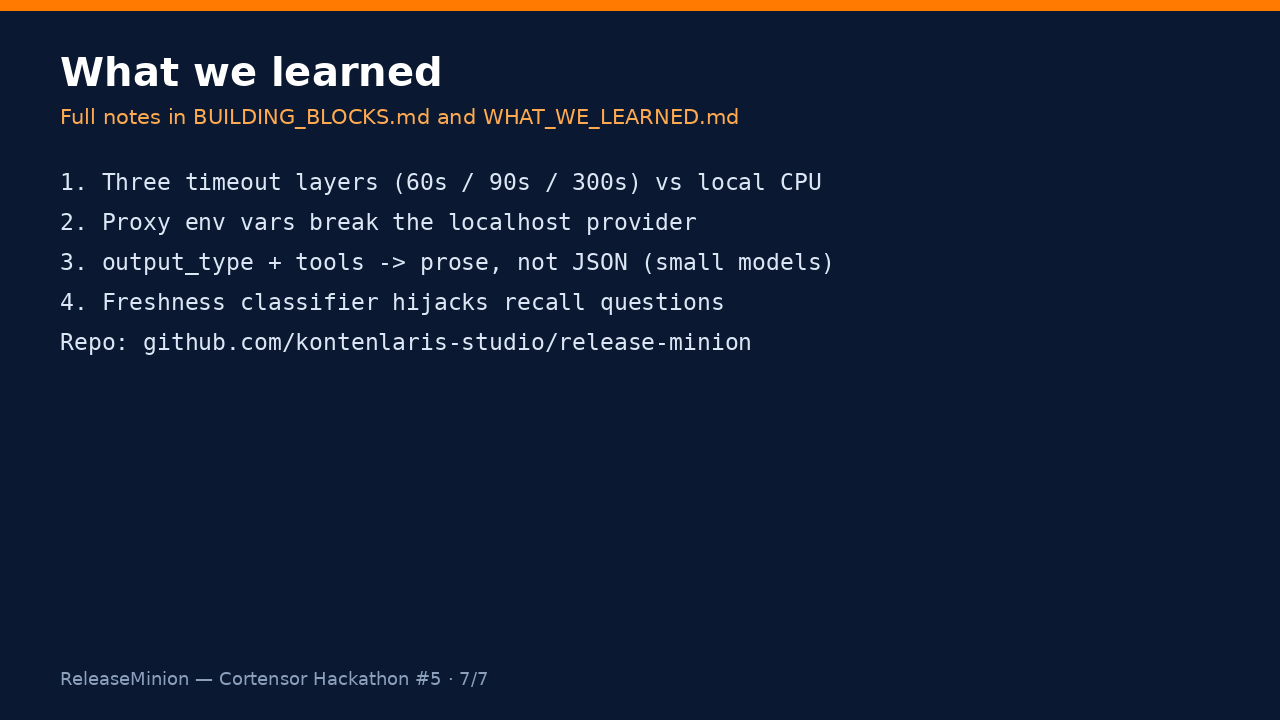 What we learned
Full notes in BUILDING_BLOCKS.md and WHAT_WE_LEARNED.md
1. Three timeout layers (60s / 90s / 300s) vs local CPU
2. Proxy env vars break the localhost provider
3. output_type + tools -> prose, not JSON (small models)
4. Freshness classifier hijacks recall questions
Repo: github.com/kontenlaris-studio/release-minion
ReleaseMinion — Cortensor Hackathon #5 · 7/7